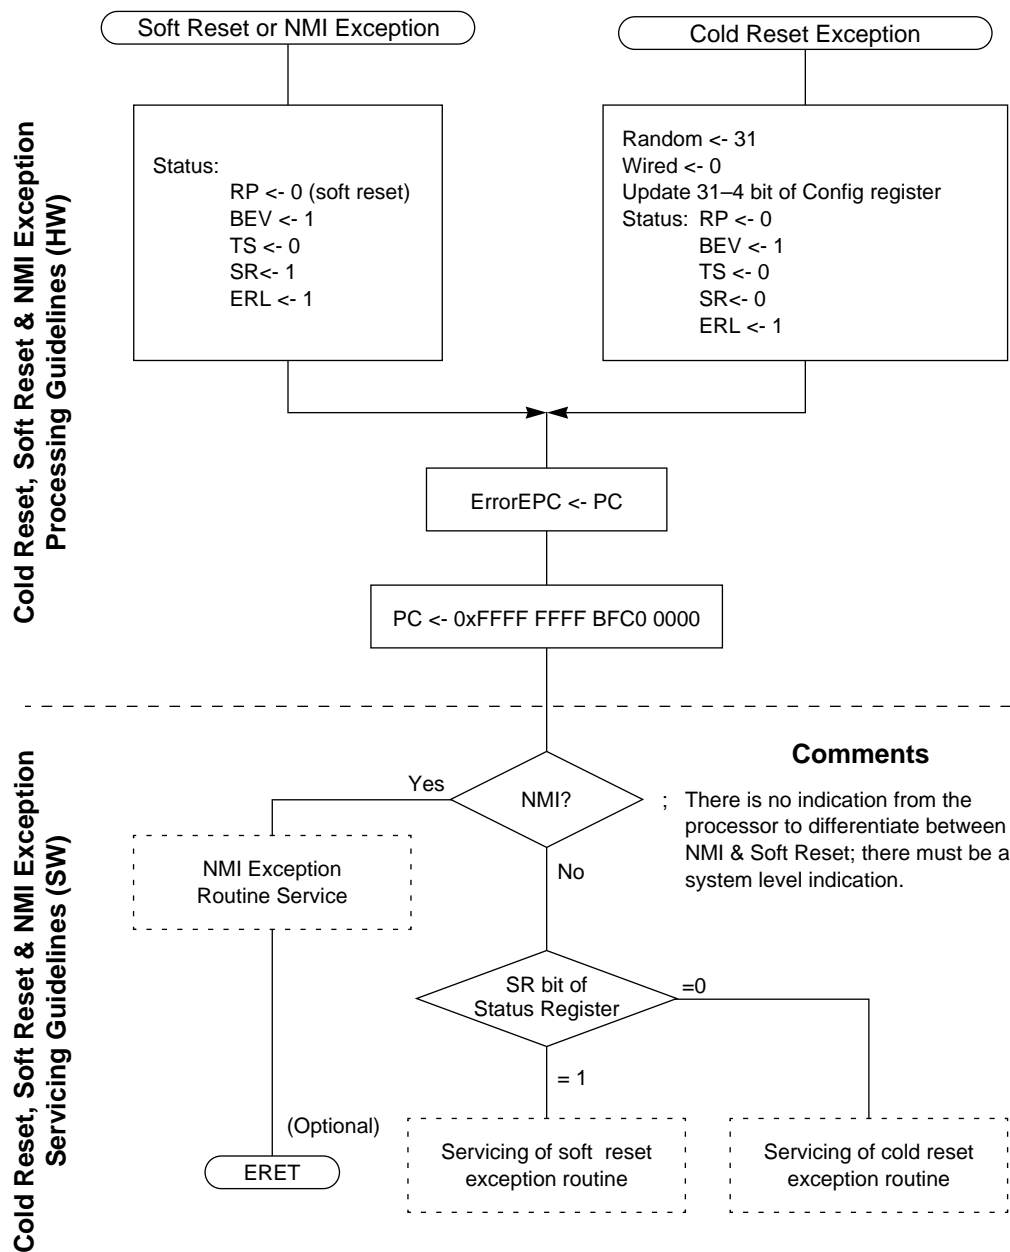 Soft Reset or NMI Exception
Cold Reset Exception
Cold Reset, Soft Reset & NMI Exception
Processing Guidelines (HW)
Status:
RP <- 0 (soft reset)
BEV <- 1
TS <- 0
SR<- 1
ERL <- 1
Random <- 31
Wired <- 0
Update 31–4 bit of Config register
Status: RP <- 0
BEV <- 1
TS <- 0
SR<- 0
ERL <- 1
ErrorEPC <- PC
PC <- 0xFFFF FFFF BFC0 0000
Cold Reset, Soft Reset & NMI Exception
Servicing Guidelines (SW)
Comments
Yes
NMI?
; There is no indication from the
processor to differentiate between
NMI & Soft Reset; there must be a
system level indication.
NMI Exception
Routine Service
No
SR bit of
Status Register
=0
= 1
(Optional)
ERET
Servicing of soft reset
exception routine
Servicing of cold reset
exception routine